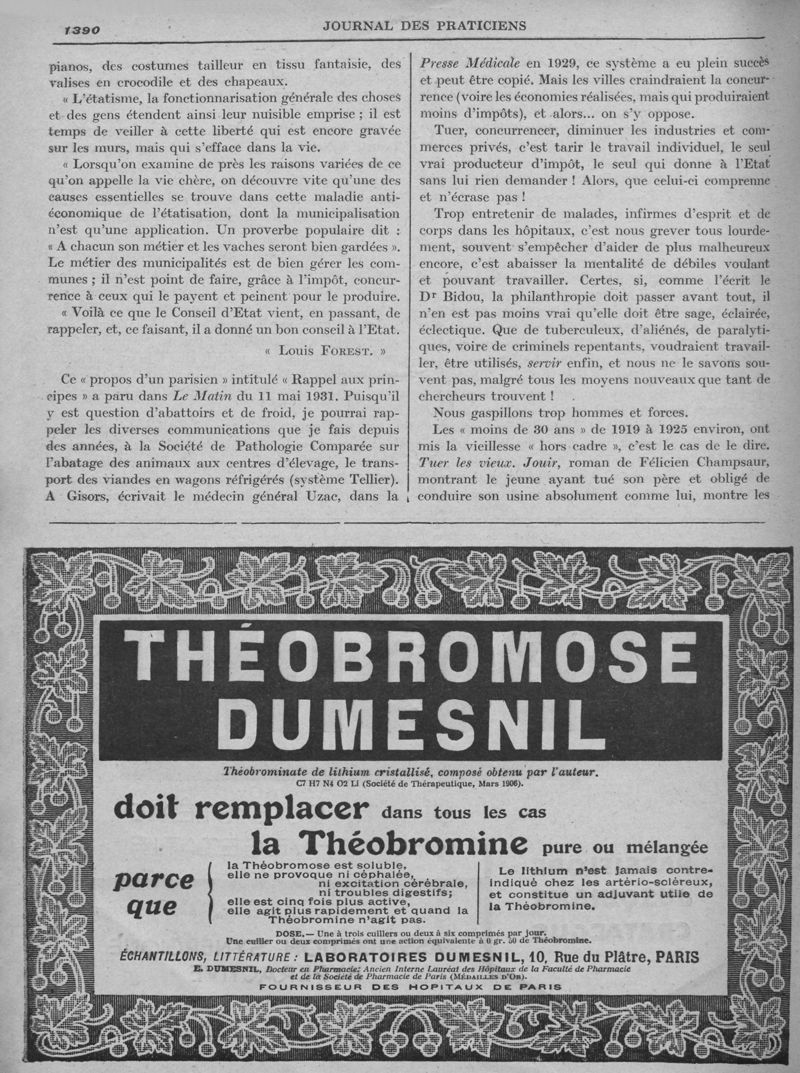 1390
JOURNAL DES PRATICIENS
pianos, des costumes tailleur en tissu fantaisie, des
valises en crocodile et des chapeaux.
« L'étatisme, la fonctionnarisation générale des choses
et des gens étendent ainsi leur nuisible emprise ; il est
temps de veiller à cette liberté qui est encore gravée
sur les murs, mais qui s'efface dans la vie.
« Lorsqu'on examine de près les raisons variées de ce
qu'on appelle la vie chère, on découvre vite qu'une des
causes essentielles se trouve dans cette maladie anti-
économique de l'étatisation, dont la municipalisation
n'est qu'une application. Un proverbe populaire dit :
« A chacun son métier et les vaches seront bien gardées ».
Le métier des municipalités est de bien gérer les com-
munes ; il n'est point de faire, grâce à l'impôt, concur-
rence à ceux qui le payent et peinent pour le produire.
« Voilà ce que le Conseil d'Etat vient, en passant, de
rappeler, et, ce faisant, il a donné un bon conseil à l'Etat.
« Louis FOREST. »
Ce « propos d'un parisien » intitulé « Rappel aux prin-
cipes » a paru dans Le Matin du 11 mai 1931. Puisqu'il
y est question d'abattoirs et de froid, je pourrai rap-
peler les diverses communications que je fais depuis
des années, à la Société de Pathologie Comparée sur
l'abatage des animaux aux centres d'élevage, le trans-
port des viandes en wagons réfrigérés (système Tellier).
A Gisors, écrivait le médecin général Uzac, dans la
Presse Médicale en 1929, ce système a eu plein succès
et peut être copié. Mais les villes craindraient la concur-
rence (voire les économies réalisées, mais qui produiraient
moins d'impôts), et alors... on s'y oppose.
Tuer, concurrencer, diminuer les industries et com-
merces privés, c'est tarir le travail individuel, le seul
vrai producteur d'impôt, le seul qui donne à l'Etat
sans lui rien demander ! Alors, que celui-ci comprenne
et n'écrase pas !
Trop entretenir de malades, infirmes d'esprit et de
corps dans les hôpitaux, c'est nous grever tous lourde-
ment, souvent s'empêcher d'aider de plus malheureux
encore, c'est abaisser la mentalité de débiles voulant
et pouvant travailler. Certes, si, comme l'écrit le
Dr Bidou, la philanthropie doit passer avant tout, il
n'en est pas moins vrai qu'elle doit être sage, éclairée,
éclectique. Que de tuberculeux, d'aliénés, de paralyti-
ques, voire de criminels repentants, voudraient travail-
ler, être utilisés, servir enfin, et nous ne le savons sou-
vent pas, malgré tous les moyens nouveaux que tant de
chercheurs trouvent !
Nous gaspillons trop hommes et forces.
Les « moins de 30 ans » de 1919 à 1925 environ, ont
mis la vieillesse « hors cadre », c'est le cas de le dire.
Tuer les vieux. Jouir, roman de Félicien Champsaur,
montrant le jeune ayant tué son père et obligé de
conduire son usine absolument comme lui, montre les
THÉOBROMOSE
DUMESNIL
Théobrominate de lithium cristallisé, composé obtenu par l'auteur.
C7 H7 N4 O2 Li (Société de Thérapeutique, Mars 1906).
doit remplacer dans tous les cas
la Théobromine pure ou mélangée
parce
que
la Théobromose est soluble,
elle ne provoque ni céphalée,
ni excitation cérébrale,
ni troubles digestifs;
elle est cinq fois plus active,
elle agit plus rapidement et quand la
Théobromine n'agit pas.
Le lithium n'est jamais contre-
indiqué chez les artério-scléreux,
et constitue un adjuvant utile de
la Théobromine.
DOSE.— Une à trois cuillers ou deux à six comprimés par jour.
Une cuiller ou deux comprimés ont une action équivalente à 0 gr. 50 de Théobromine.
ÉCHANTILLONS, LITTÉRATURE : LABORATOIRES DUMESNIL, 10, Rue du Plâtre, PARIS
E. DUMESNIL, Docteur en Pharmacie; Ancien Interne Lauréat des Hôpitaux de la Faculté de Pharmacie
et de la Société de Pharmacie de Paris (MÉDAILLES D'OR).
FOURNISSEUR DES HOPITAUX DE PARIS